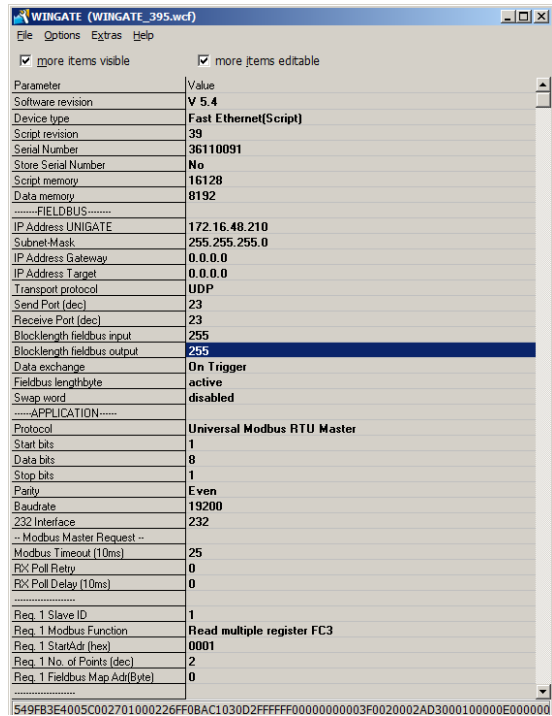 WINGATE (WINGATE_395.wcf)
File Options Extras Help
more items visible more items editable
Parameter Value
Software revision V 5.4
Device type Fast Ethernet(Script)
Script revision 39
Serial Number 36110091
Store Serial Number No
Script memory 16128
Data memory 8192
--------FIELDBUS--------
IP Address UNIGATE 172.16.48.210
Subnet-Mask 255.255.255.0
IP Address Gateway 0.0.0.0
IP Address Target 0.0.0.0
Transport protocol UDP
Send Port (dec) 23
Receive Port (dec) 23
Blocklength fieldbus input 255
Blocklength fieldbus output 255
Data exchange On Trigger
Fieldbus lengthbyte active
Swap word disabled
------APPLICATION------
Protocol Universal Modbus RTU Master
Start bits 1
Data bits 8
Stop bits 1
Parity Even
Baudrate 19200
232 Interface 232
-- Modbus Master Request --
Modbus Timeout (10ms) 25
RX Poll Retry 0
RX Poll Delay (10ms) 0
---------------------
Req. 1 Slave ID 1
Req. 1 Modbus Function Read multiple register FC3
Req. 1 StartAdr (hex) 0001
Req. 1 No. of Points (dec) 2
Req. 1 Fieldbus Map Adr(Byte) 0
---------------------
549FB3E4005C002701000226FF0BAC1030D2FFFFFF00000000003F0020002AD3000100000E000000